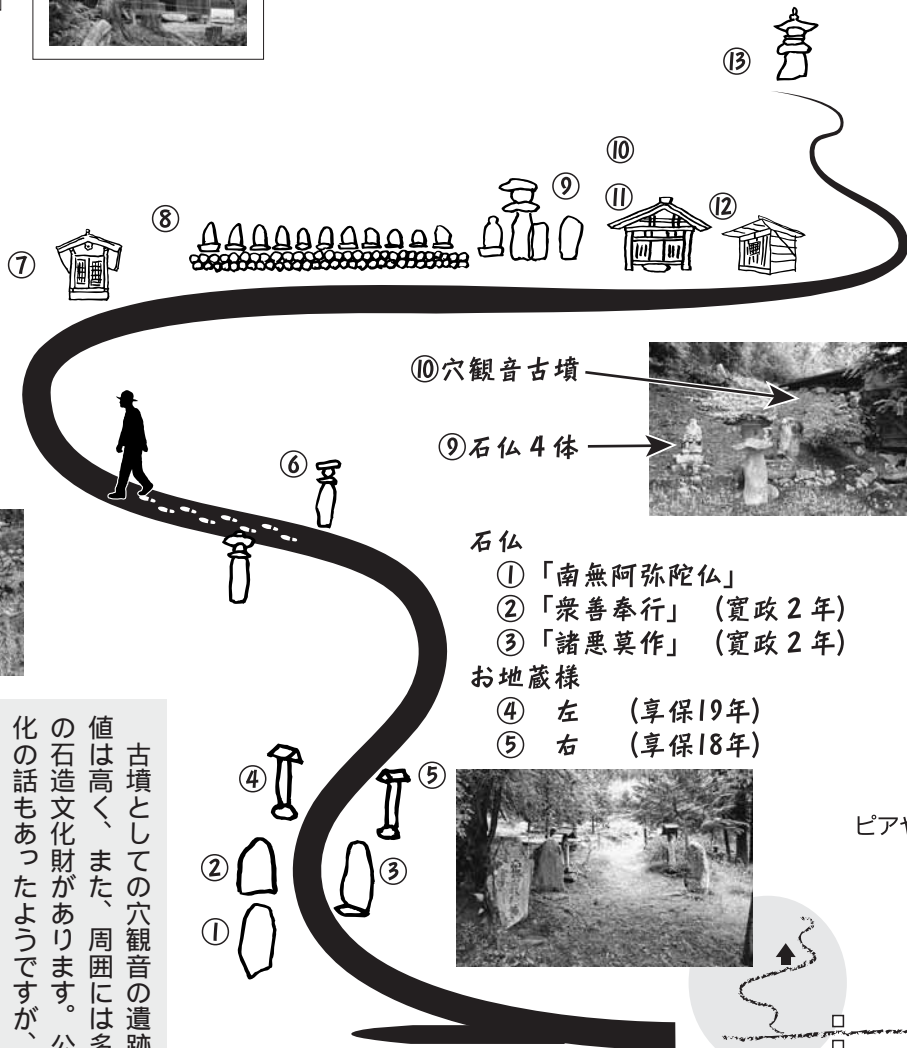 ⑬
⑩
⑨
⑪
⑫
⑧
⑦
⑩穴観音古墳
⑨石仏4体
⑥
石仏
①「南無阿弥陀仏」
②「衆善奉行」(寛政2年)
③「諸悪莫作」(寛政2年)
お地蔵様
④ 左 (享保19年)
⑤ 右 (享保18年)
④
⑤
②
③
①
ピアヤ
古墳としての穴観音の遺跡
値は高く、また、周囲には多
の石造文化財があります。公
化の話もあったようですが、